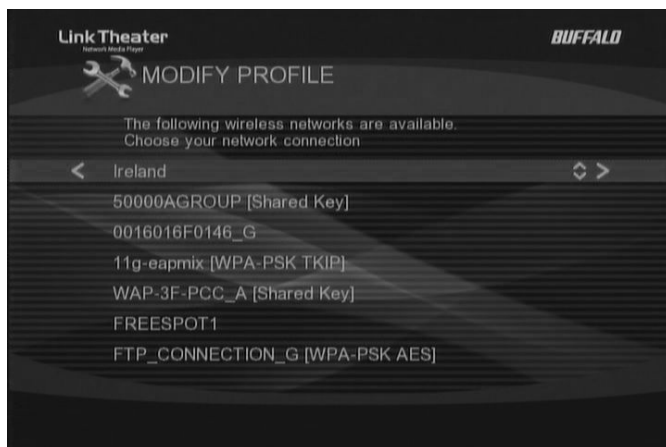 LinkTheater
Network Media Player
BUFFALO
MODIFY PROFILE
The following wireless networks are available.
Choose your network connection
Ireland
50000AGROUP [Shared Key]
0016016F0146_G
11g-eapmix [WPA-PSK TKIP]
WAP-3F-PCC_A [Shared Key]
FREESPOT1
FTP_CONNECTION_G [WPA-PSK AES]